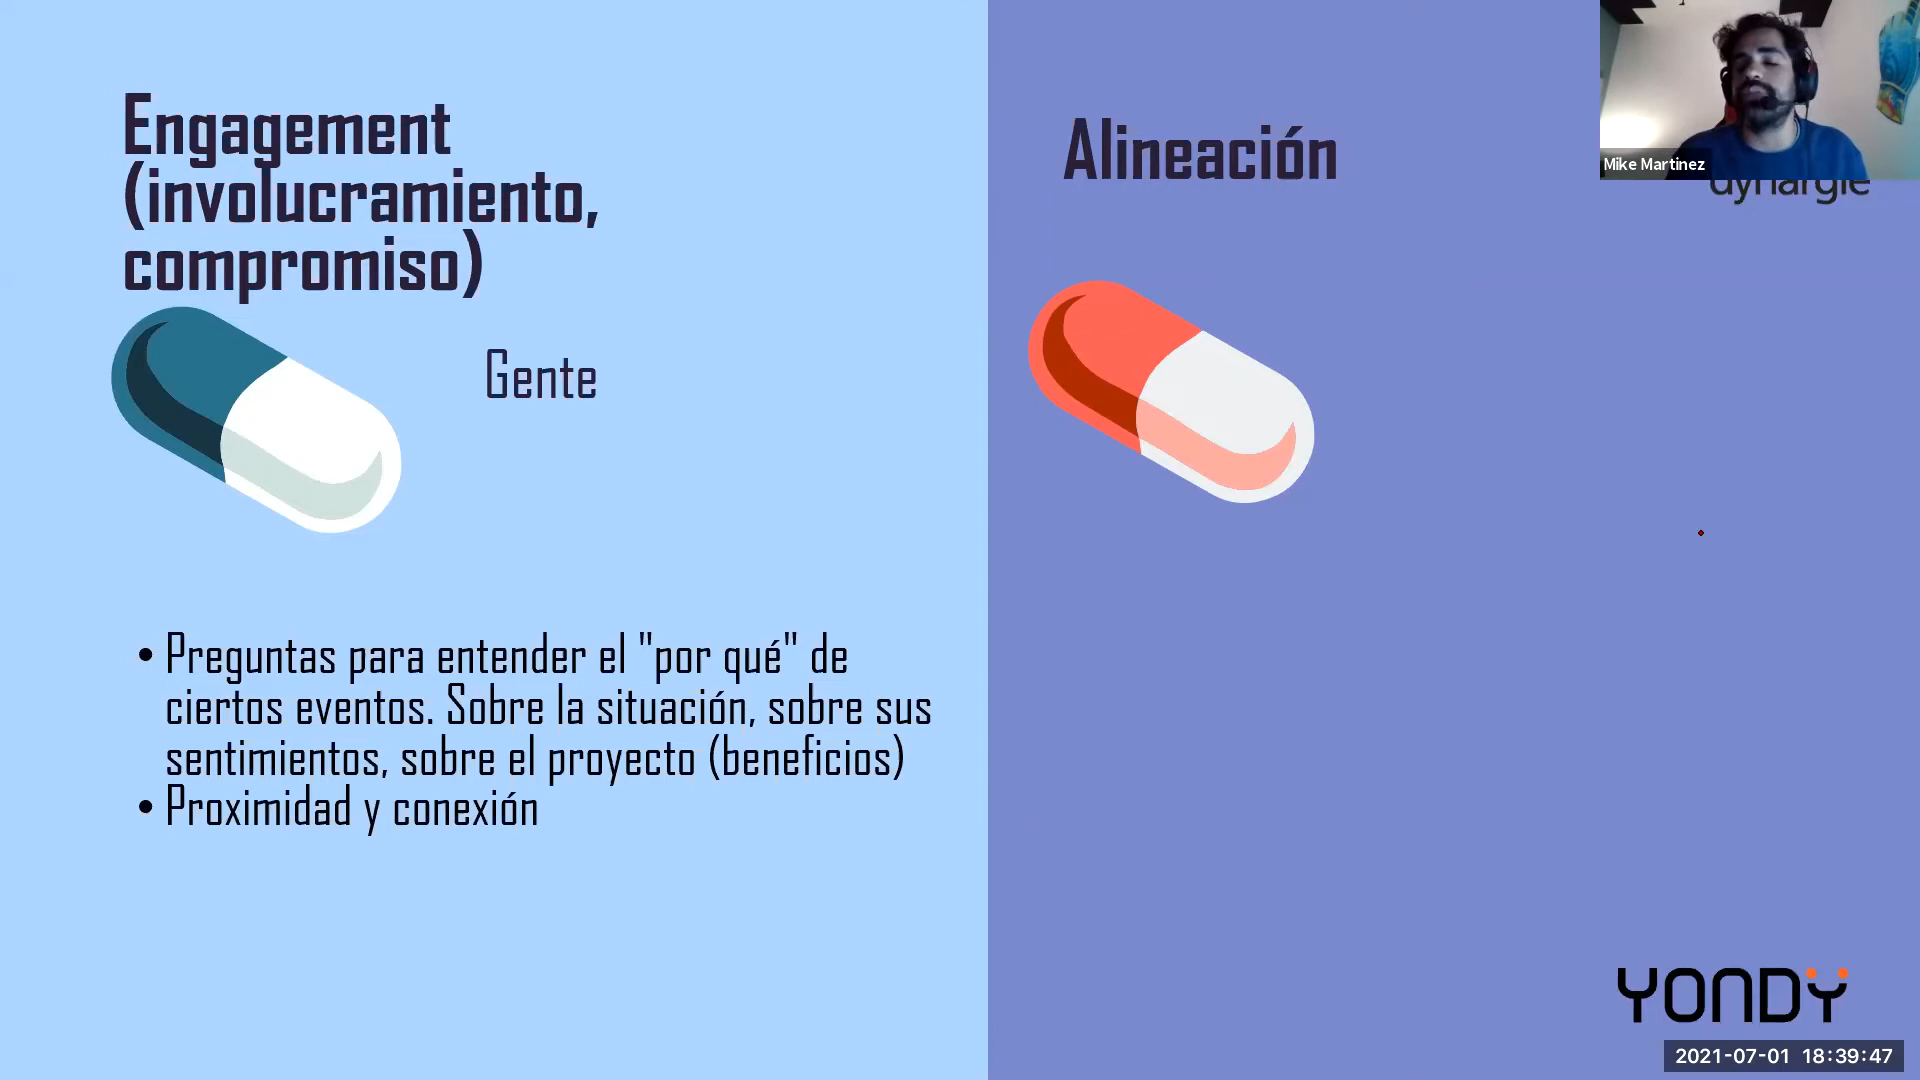 Engagement
(involucramiento,
compromiso)
Gente
• Preguntas para entender el "por qué" de
ciertos eventos. Sobre la situación, sobre sus
sentimientos, sobre el proyecto (beneficios)
• Proximidad y conexión
Alineación
Mike Martinez
dynargie
YONDY
2021-07-01 18:39:47